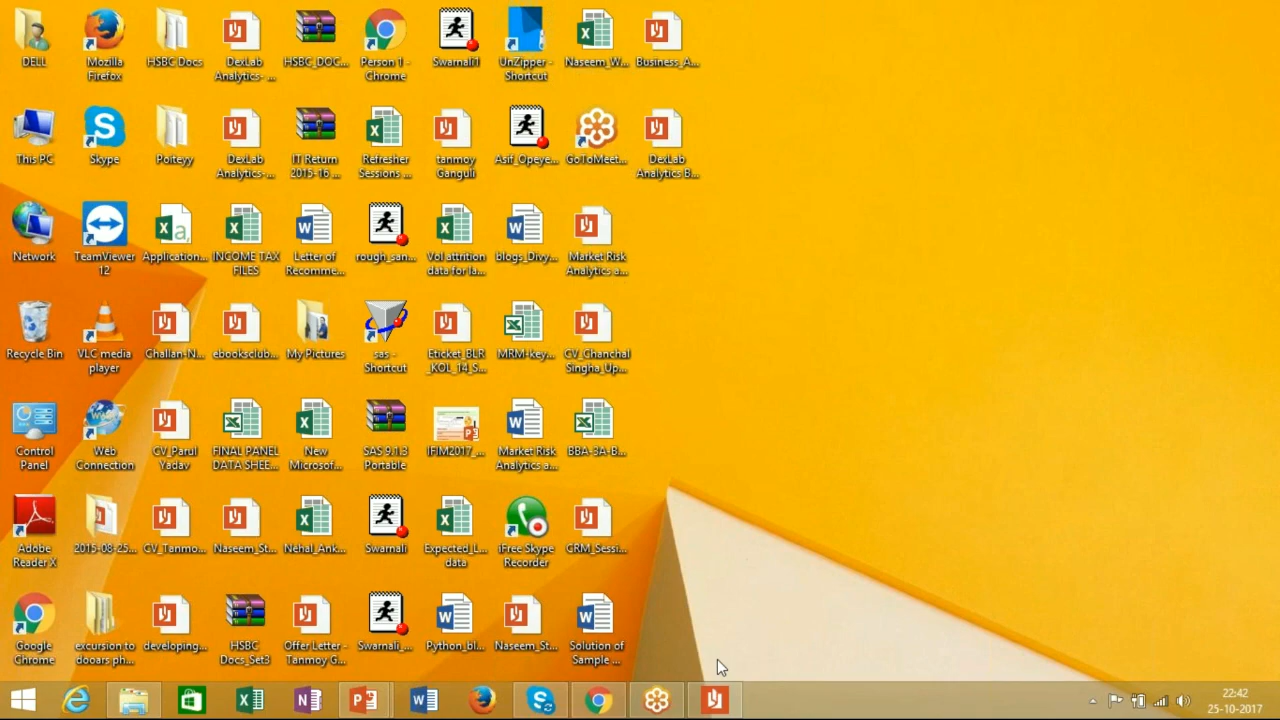 DELL
Mozilla
Firefox
HSBC Docs
DexLab
Analytics- ...
HSBC_DOC...
Person 1 -
Chrome
Swarnali1
UnZipper -
Shortcut
Naseem_W...
Business_A...
This PC
Skype
Poiteyy
DexLab
Analytics-...
IT Return
2015-16 ...
Refresher
Sessions ...
tanmoy
Ganguli
Asif_Opeye...
GoToMeet...
DexLab
Analytics B...
Network
TeamViewer
12
Application...
INCOME TAX
FILES
Letter of
Recomme...
rough_san...
Vol attrition
data for la...
blogs_Divy...
Market Risk
Analytics a...
Recycle Bin
VLC media
player
Challan-N...
ebooksclub...
My Pictures
sas -
Shortcut
Eticket_BLR
_KOL_14_S...
MRM-key...
CV_Chanchal
Singha_Up...
Control
Panel
Web
Connection
CV_Parul
Yadav
FINAL PANEL
DATA SHEE...
New
Microsof...
SAS 9.1.3
Portable
IFIM2017_...
Market Risk
Analytics a...
BBA-3A-B...
Adobe
Reader X
2015-08-25...
CV_Tanmo...
Naseem_St...
Nehal_Ank...
Swarnali
Expected_L...
data
iFree Skype
Recorder
CRM_Sessi...
Google
Chrome
excursion to
dooars ph...
developing...
HSBC
Docs_Set3
Offer Letter -
Tanmoy G...
Swarnali_...
Python_bl...
Naseem_St...
Solution of
Sample ...
22:42
25-10-2017